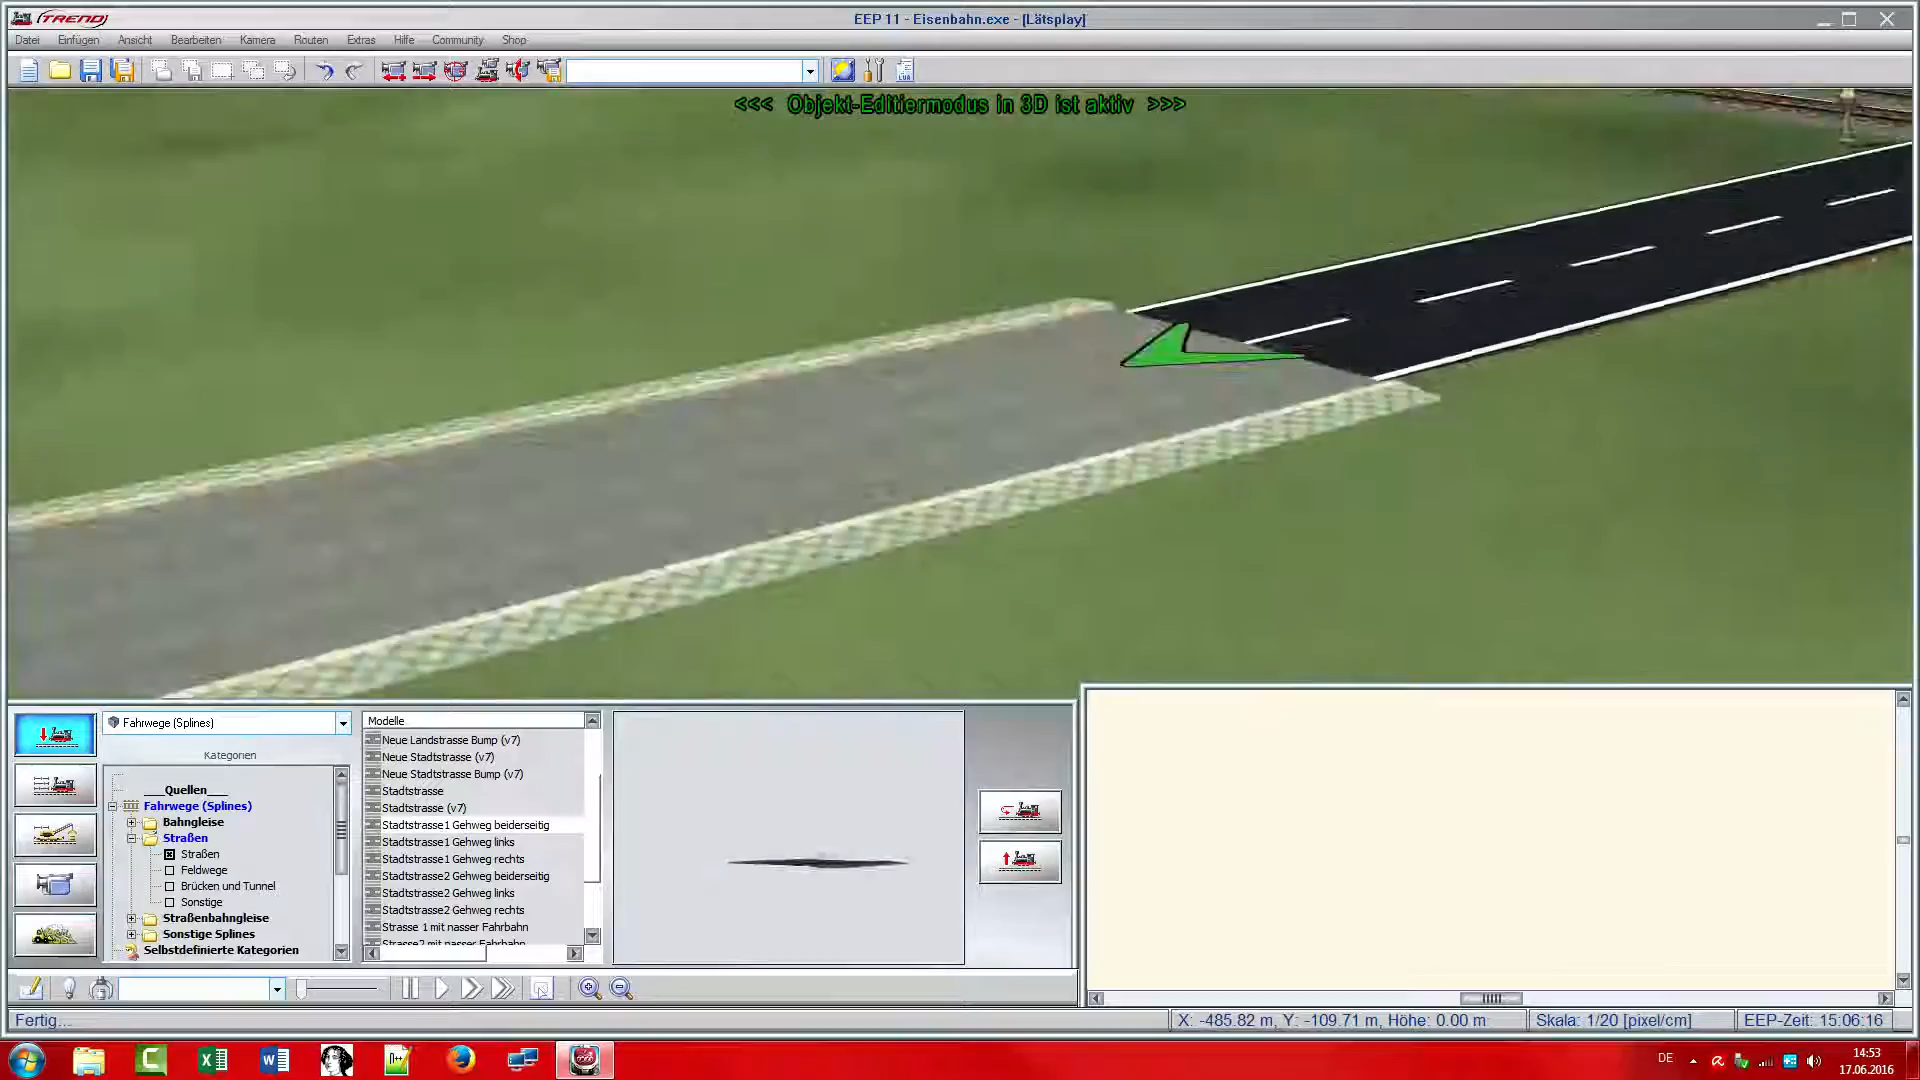 TREND
EEP 11 - Eisenbahn.exe - [Lätsplay]
Datei Einfügen Ansicht Bearbeiten Kamera Routen Extras Hilfe Community Shop
LUA
<<< Objekt-Editiermodus in 3D ist aktiv >>>
Fahrwege (Splines)
Kategorien
___Quellen___
Fahrwege (Splines)
Bahngleise
Straßen
Straßen
Feldwege
Brücken und Tunnel
Sonstige
Straßenbahngleise
Sonstige Splines
Selbstdefinierte Kategorien
Modelle
Neue Landstrasse Bump (v7)
Neue Stadtstrasse (v7)
Neue Stadtstrasse Bump (v7)
Stadtstrasse
Stadtstrasse (v7)
Stadtstrasse1 Gehweg beiderseitig
Stadtstrasse1 Gehweg links
Stadtstrasse1 Gehweg rechts
Stadtstrasse2 Gehweg beiderseitig
Stadtstrasse2 Gehweg links
Stadtstrasse2 Gehweg rechts
Strasse 1 mit nasser Fahrbahn
Strasse2 mit nasser Fahrbahn
Fertig...
X: -485.82 m, Y: -109.71 m, Höhe: 0.00 m
Skala: 1/20 [pixel/cm]
EEP-Zeit: 15:06:16
DE
14:53
17.06.2016